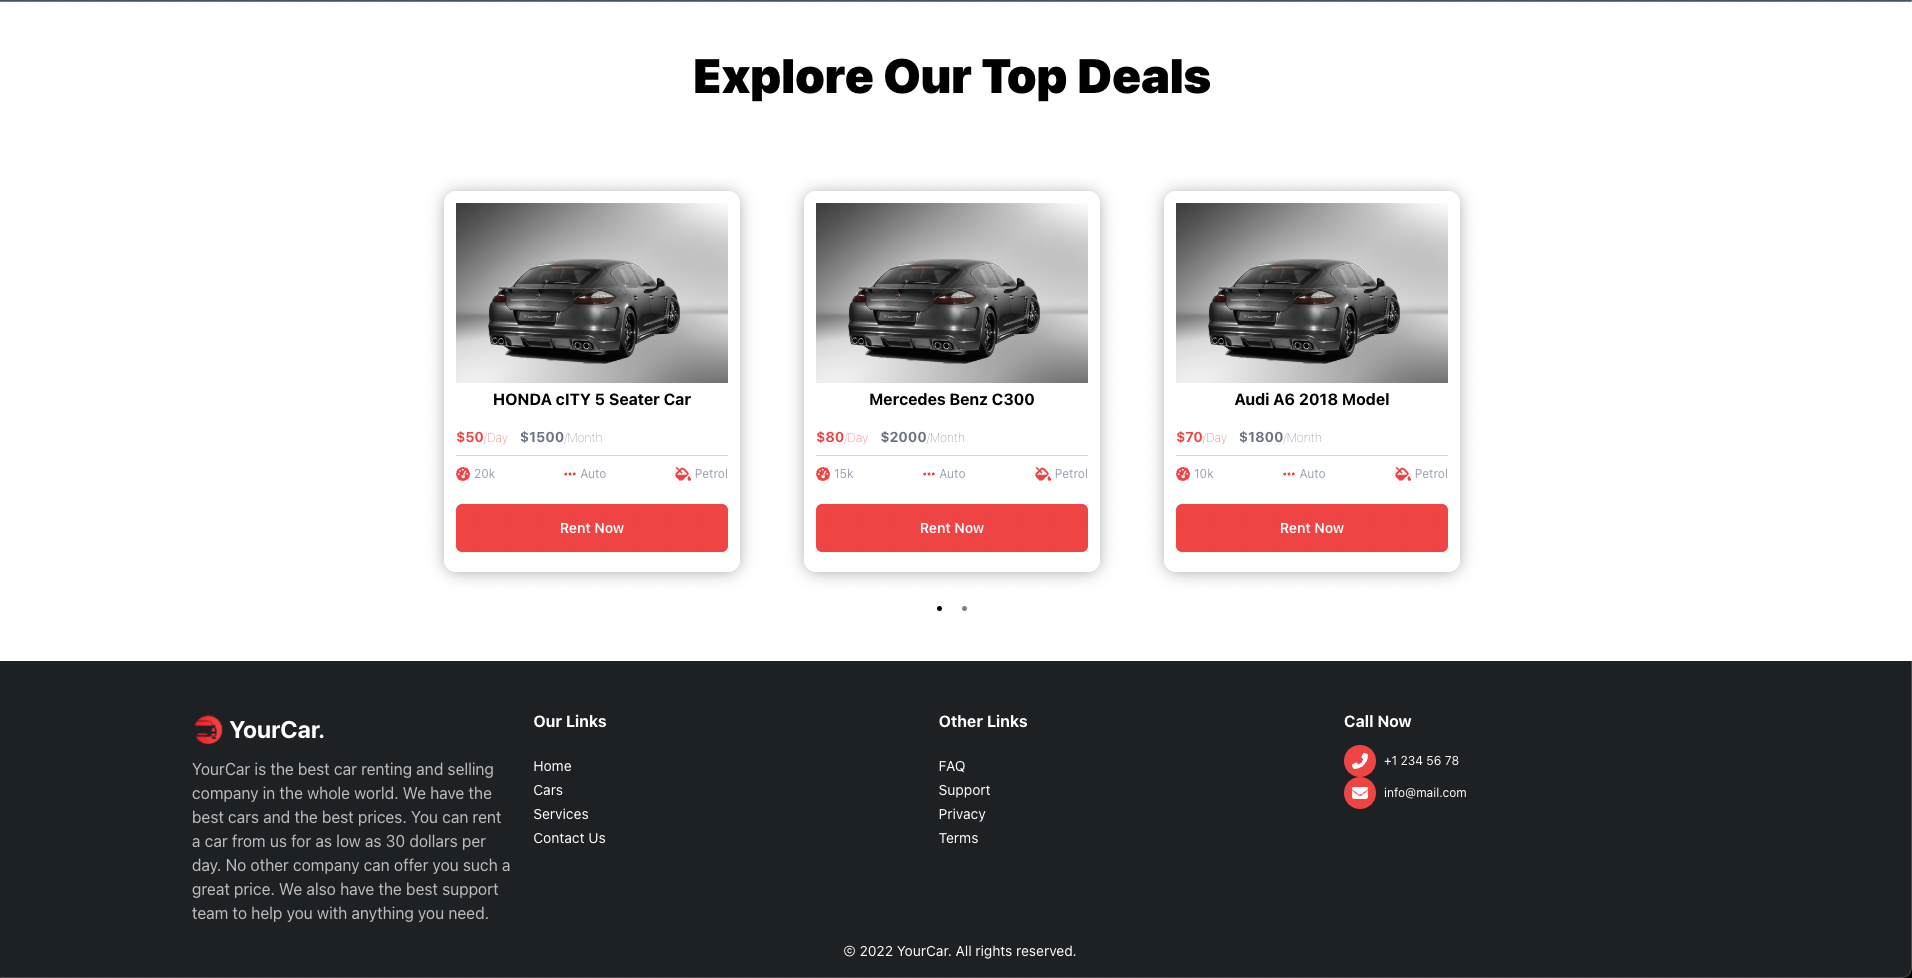 Explore Our Top Deals
HONDA cITY 5 Seater Car
$50/Day $1500/Month
20k Auto Petrol
Rent Now
Mercedes Benz C300
$80/Day $2000/Month
15k Auto Petrol
Rent Now
Audi A6 2018 Model
$70/Day $1800/Month
10k Auto Petrol
Rent Now
YourCar.
YourCar is the best car renting and selling
company in the whole world. We have the
best cars and the best prices. You can rent
a car from us for as low as 30 dollars per
day. No other company can offer you such a
great price. We also have the best support
team to help you with anything you need.
Our Links
Home
Cars
Services
Contact Us
Other Links
FAQ
Support
Privacy
Terms
Call Now
+1 234 56 78
info@mail.com
© 2022 YourCar. All rights reserved.